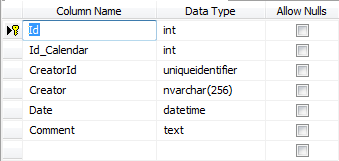 Column Name Data Type Allow Nulls
Id int
Id_Calendar int
CreatorId uniqueidentifier
Creator nvarchar(256)
Date datetime
Comment text